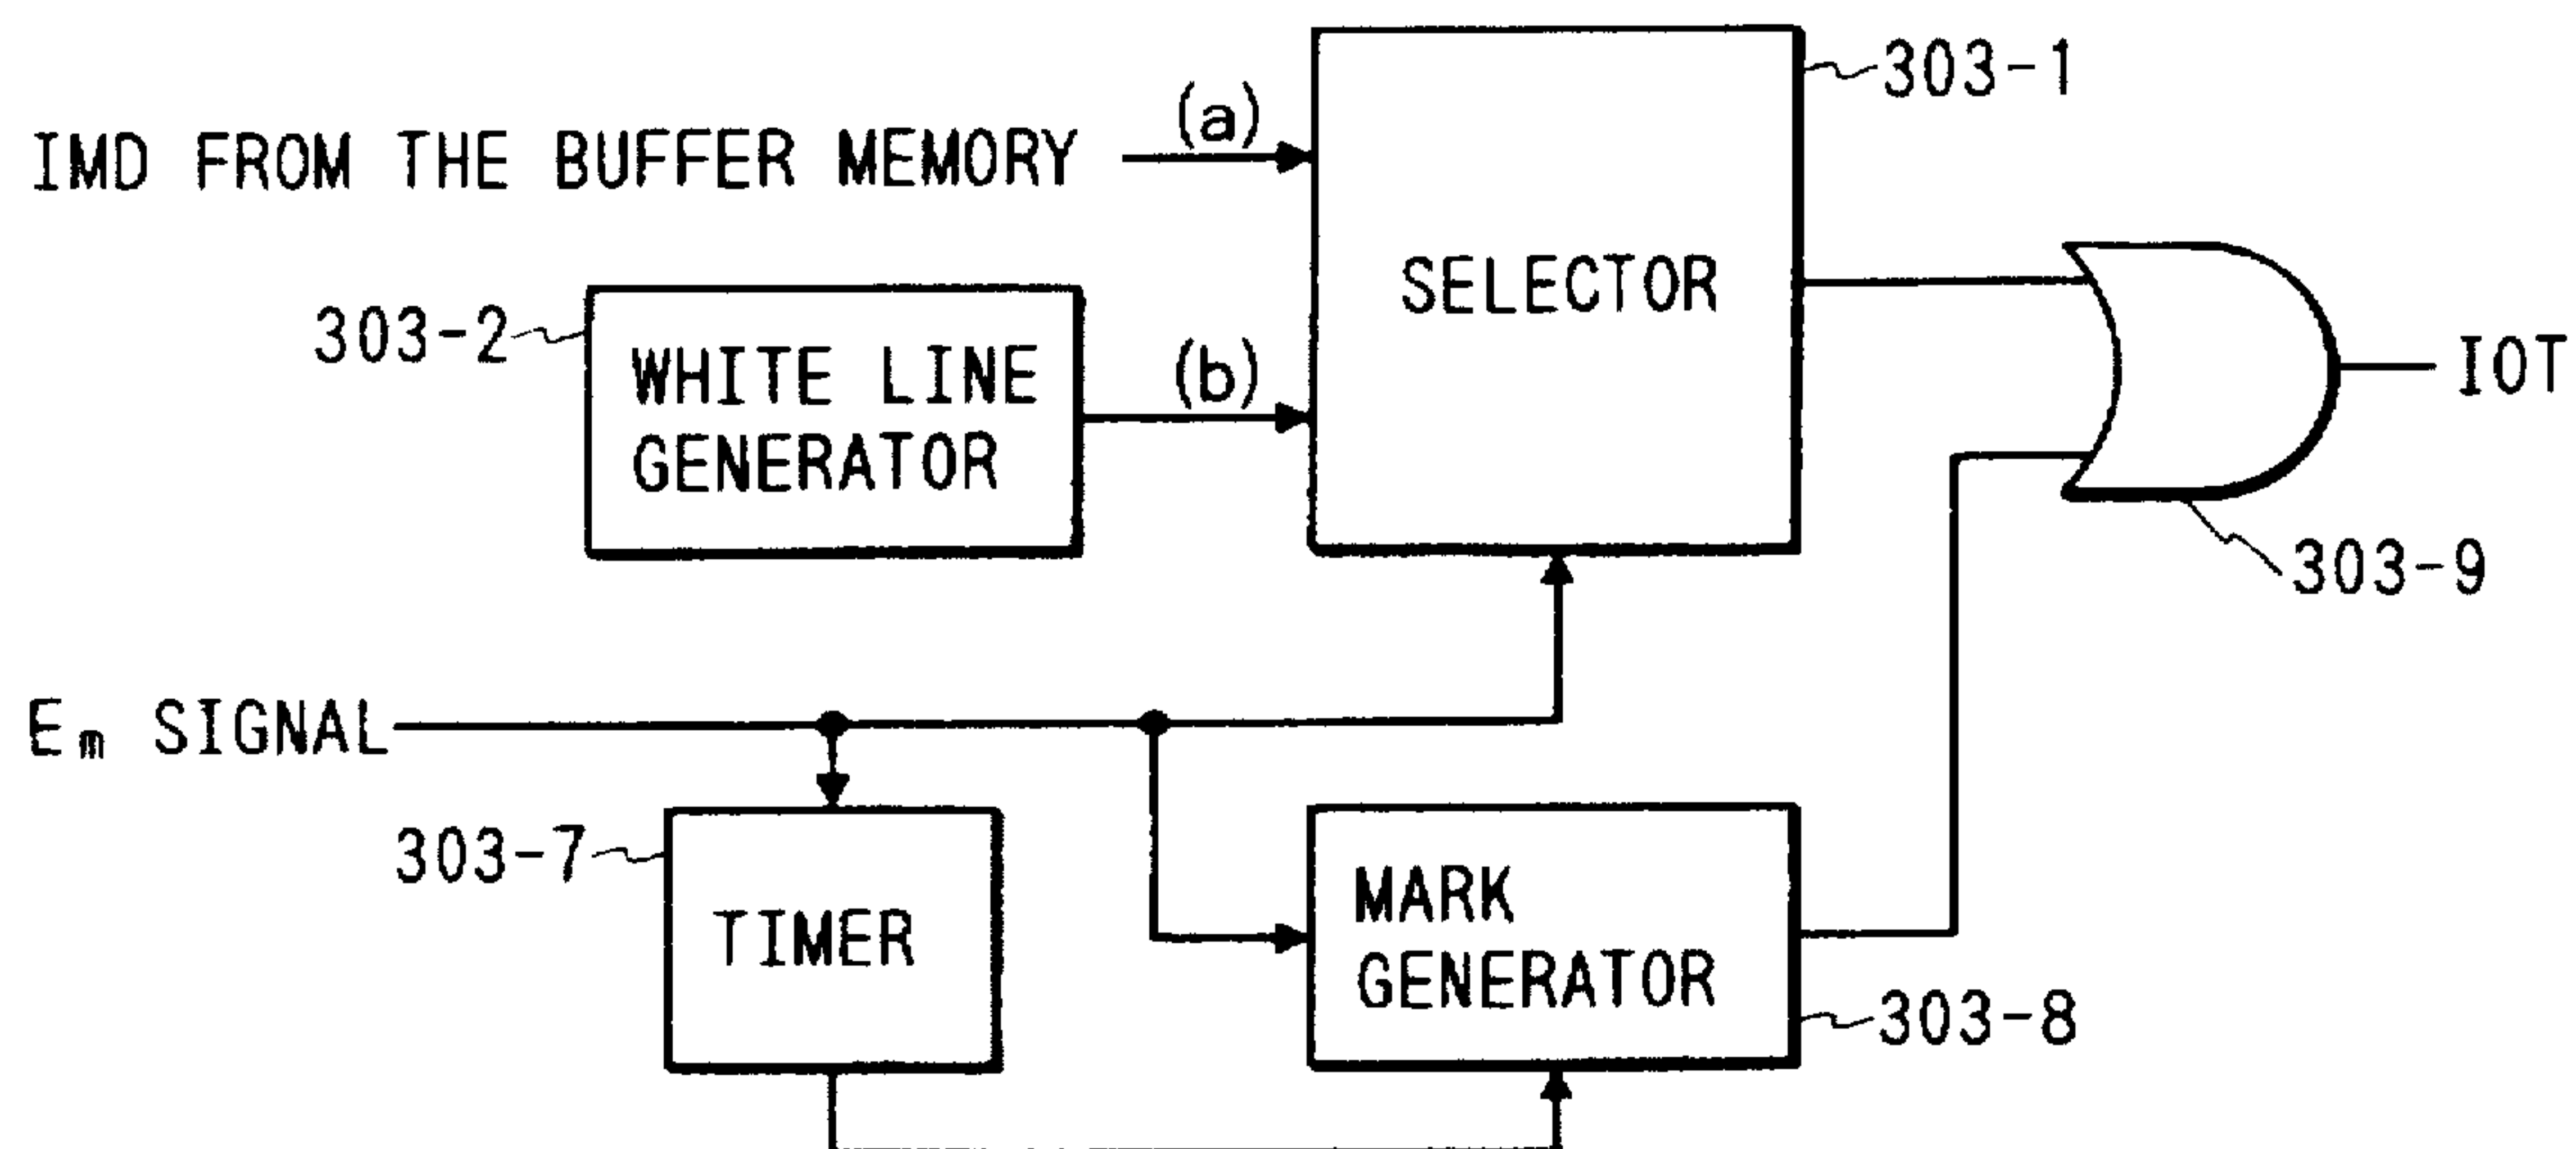 303-1
(a)
IMD FROM THE BUFFER MEMORY
SELECTOR
303-2
WHITE LINE
GENERATOR
(b)
IOT
303-9
Em SIGNAL
303-7
TIMER
MARK
GENERATOR
303-8